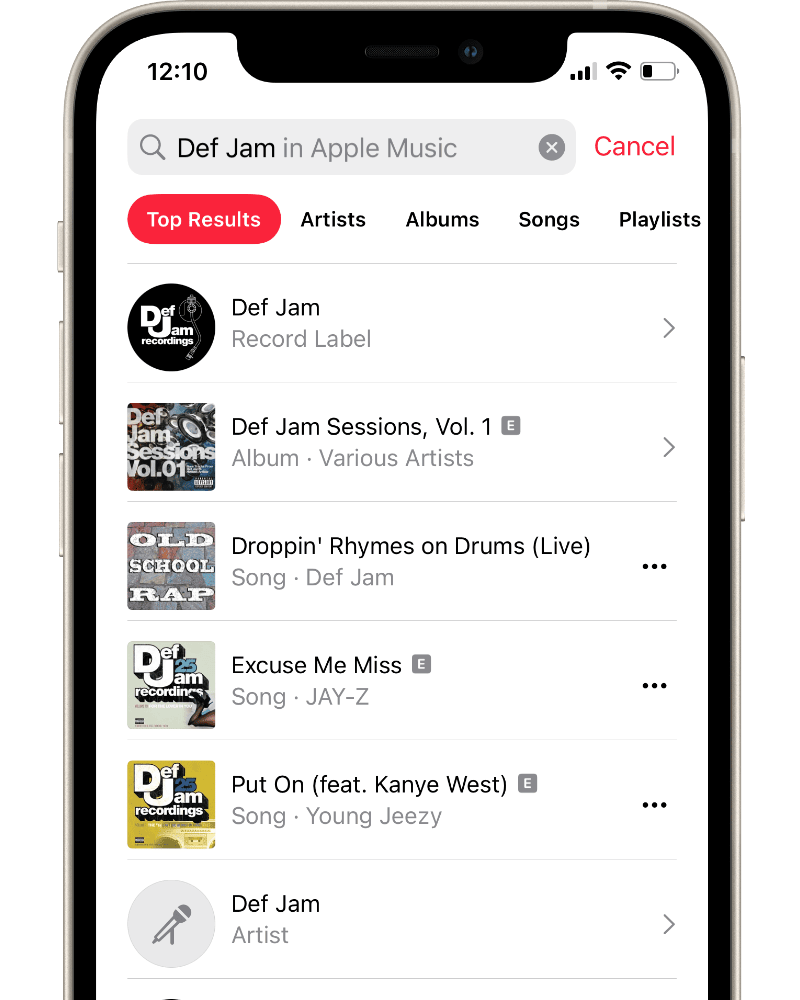 12:10
Def Jam in Apple Music
Cancel
Top Results
Artists
Albums
Songs
Playlists
Def Jam recordings
Def Jam
Record Label
Def Jam Sessions Vol.01
Def Jam Sessions, Vol. 1 E
Album · Various Artists
OLD
SCHOOL
RAP
Droppin' Rhymes on Drums (Live)
Song · Def Jam
Def Jam 25 recordings
Excuse Me Miss E
Song · JAY-Z
Def Jam 25 recordings
Put On (feat. Kanye West) E
Song · Young Jeezy
Def Jam
Artist